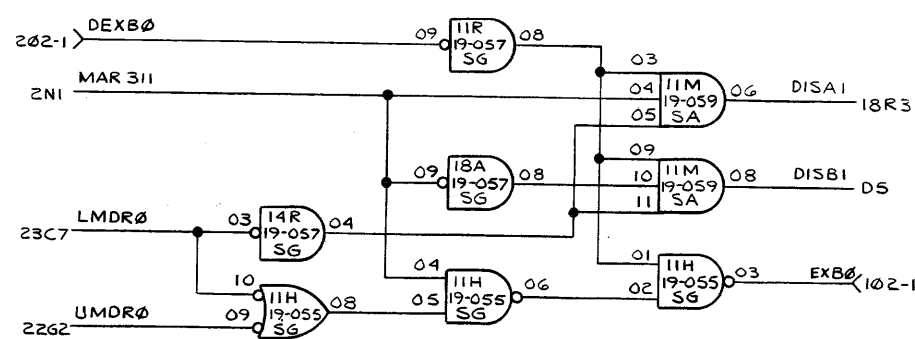 DEXBØ
202-1
09
11R
19-057
SG
08
MAR 311
2N1
03
04
05
11M
19-059
SA
06
DISA1
18R3
09
18A
19-057
SG
08
09
10
11
11M
19-059
SA
08
DISB1
D5
LMDRØ
23C7
03
14R
19-057
SG
04
10
09
11H
19-055
SG
08
UMDRØ
22G2
04
05
11H
19-055
SG
06
01
02
11H
19-055
SG
03
EXBØ
102-1